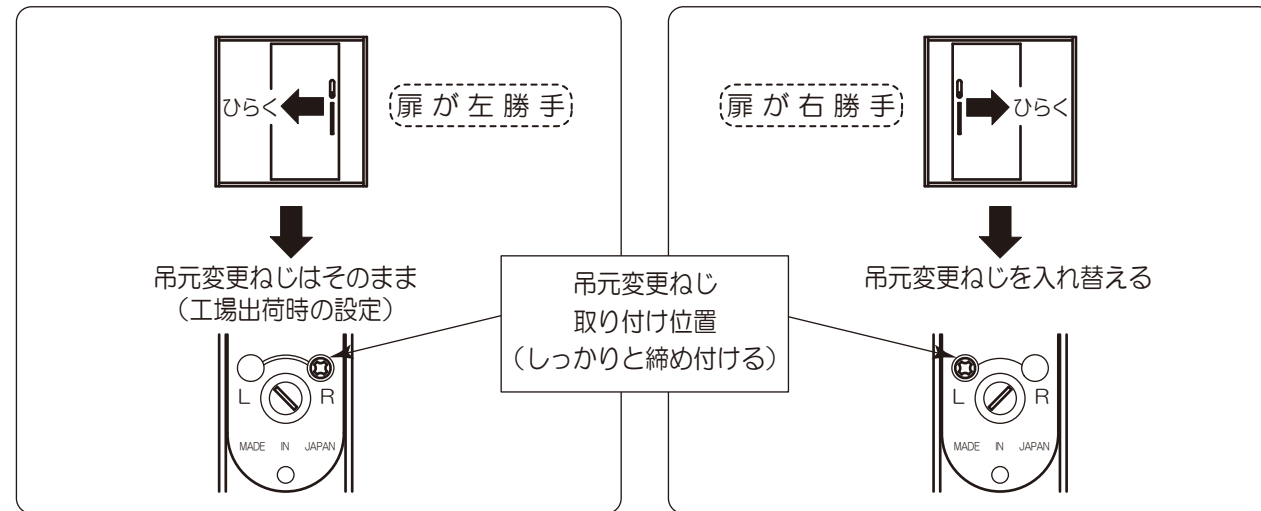 ひらく
扉が左勝手
吊元変更ねじはそのまま
（工場出荷時の設定）
L R
MADE IN JAPAN
吊元変更ねじ
取り付け位置
（しっかりと締め付ける）
ひらく
扉が右勝手
吊元変更ねじを入れ替える
L R
MADE IN JAPAN